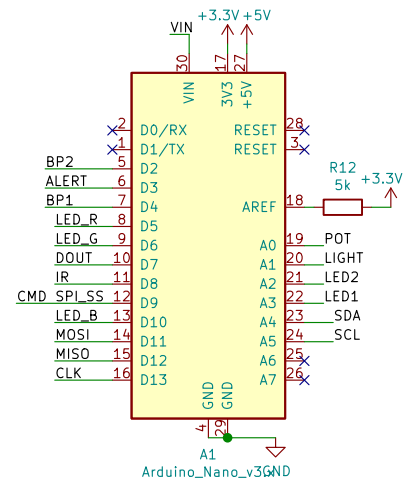 VIN
+3.3V
+5V
30
17
27
VIN
3V3
+5V
2 D0/RX
RESET 28
1 D1/TX
RESET 3
BP2 5 D2
ALERT 6 D3
BP1 7 D4
AREF 18
R12
5k
+3.3V
LED_R 8 D5
LED_G 9 D6
A0 19 POT
DOUT 10 D7
A1 20 LIGHT
IR 11 D8
A2 21 LED2
CMD SPI_SS 12 D9
A3 22 LED1
LED_B 13 D10
A4 23 SDA
MOSI 14 D11
A5 24 SCL
MISO 15 D12
A6 25
CLK 16 D13
A7 26
GND
GND
4
29
A1
Arduino_Nano_v3.x
GND